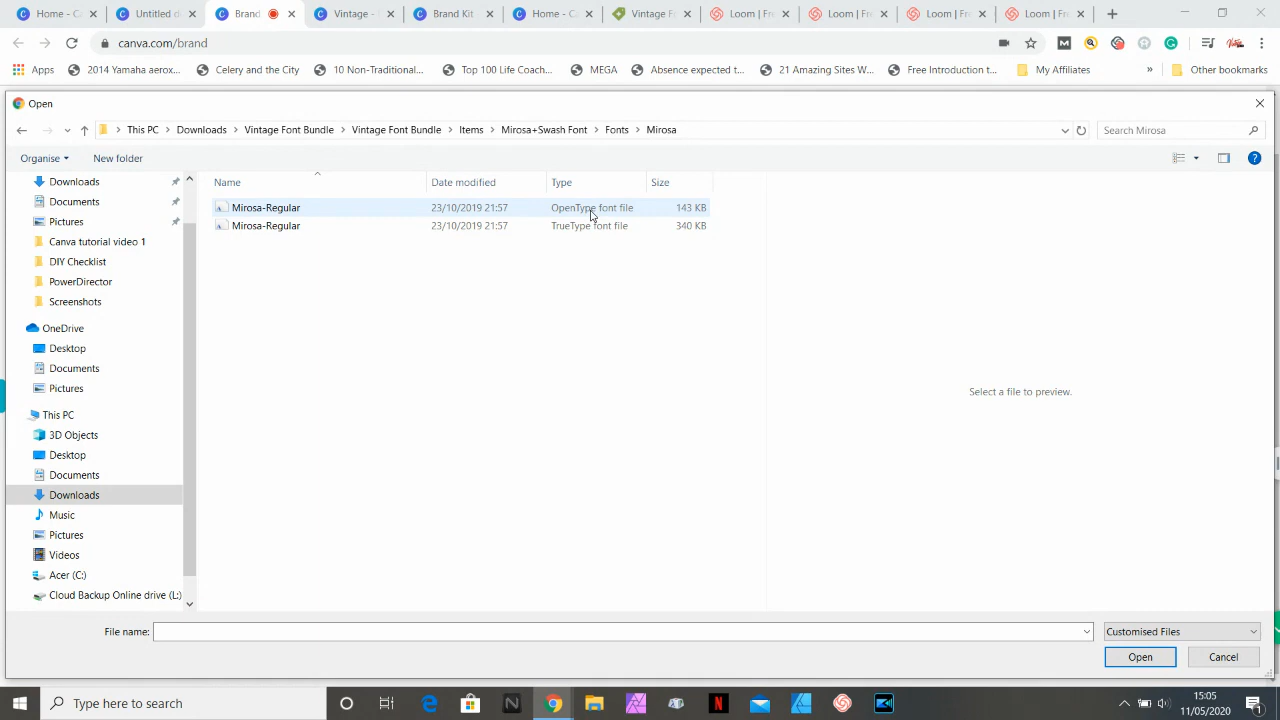 Home - Ca
Untitled d
Brand
Vintage -
Brand Kit
Home - Ca
Vintage F
Loom | Fr
Loom | Fr
Loom | Fr
Loom | Fr
canva.com/brand
Apps
2014 Yamaha aerox...
Celery and the City
10 Non-Traditional...
Top 100 Life Coach...
MEGA
Absence expected t...
21 Amazing Sites W...
Free Introduction t...
My Affiliates
»
Other bookmarks
Open
This PC > Downloads > Vintage Font Bundle > Vintage Font Bundle > Items > Mirosa+Swash Font > Fonts > Mirosa
Search Mirosa
Organise
New folder
Name
Date modified
Type
Size
Mirosa-Regular 23/10/2019 21:57 OpenType font file 143 KB
Mirosa-Regular 23/10/2019 21:57 TrueType font file 340 KB
Downloads
Documents
Pictures
Canva tutorial video 1
DIY Checklist
PowerDirector
Screenshots
OneDrive
Desktop
Documents
Pictures
This PC
3D Objects
Desktop
Documents
Downloads
Music
Pictures
Videos
Acer (C:)
Cloud Backup Online drive (L:)
Select a file to preview.
File name:
Customised Files
Open
Cancel
Type here to search
15:05
11/05/2020